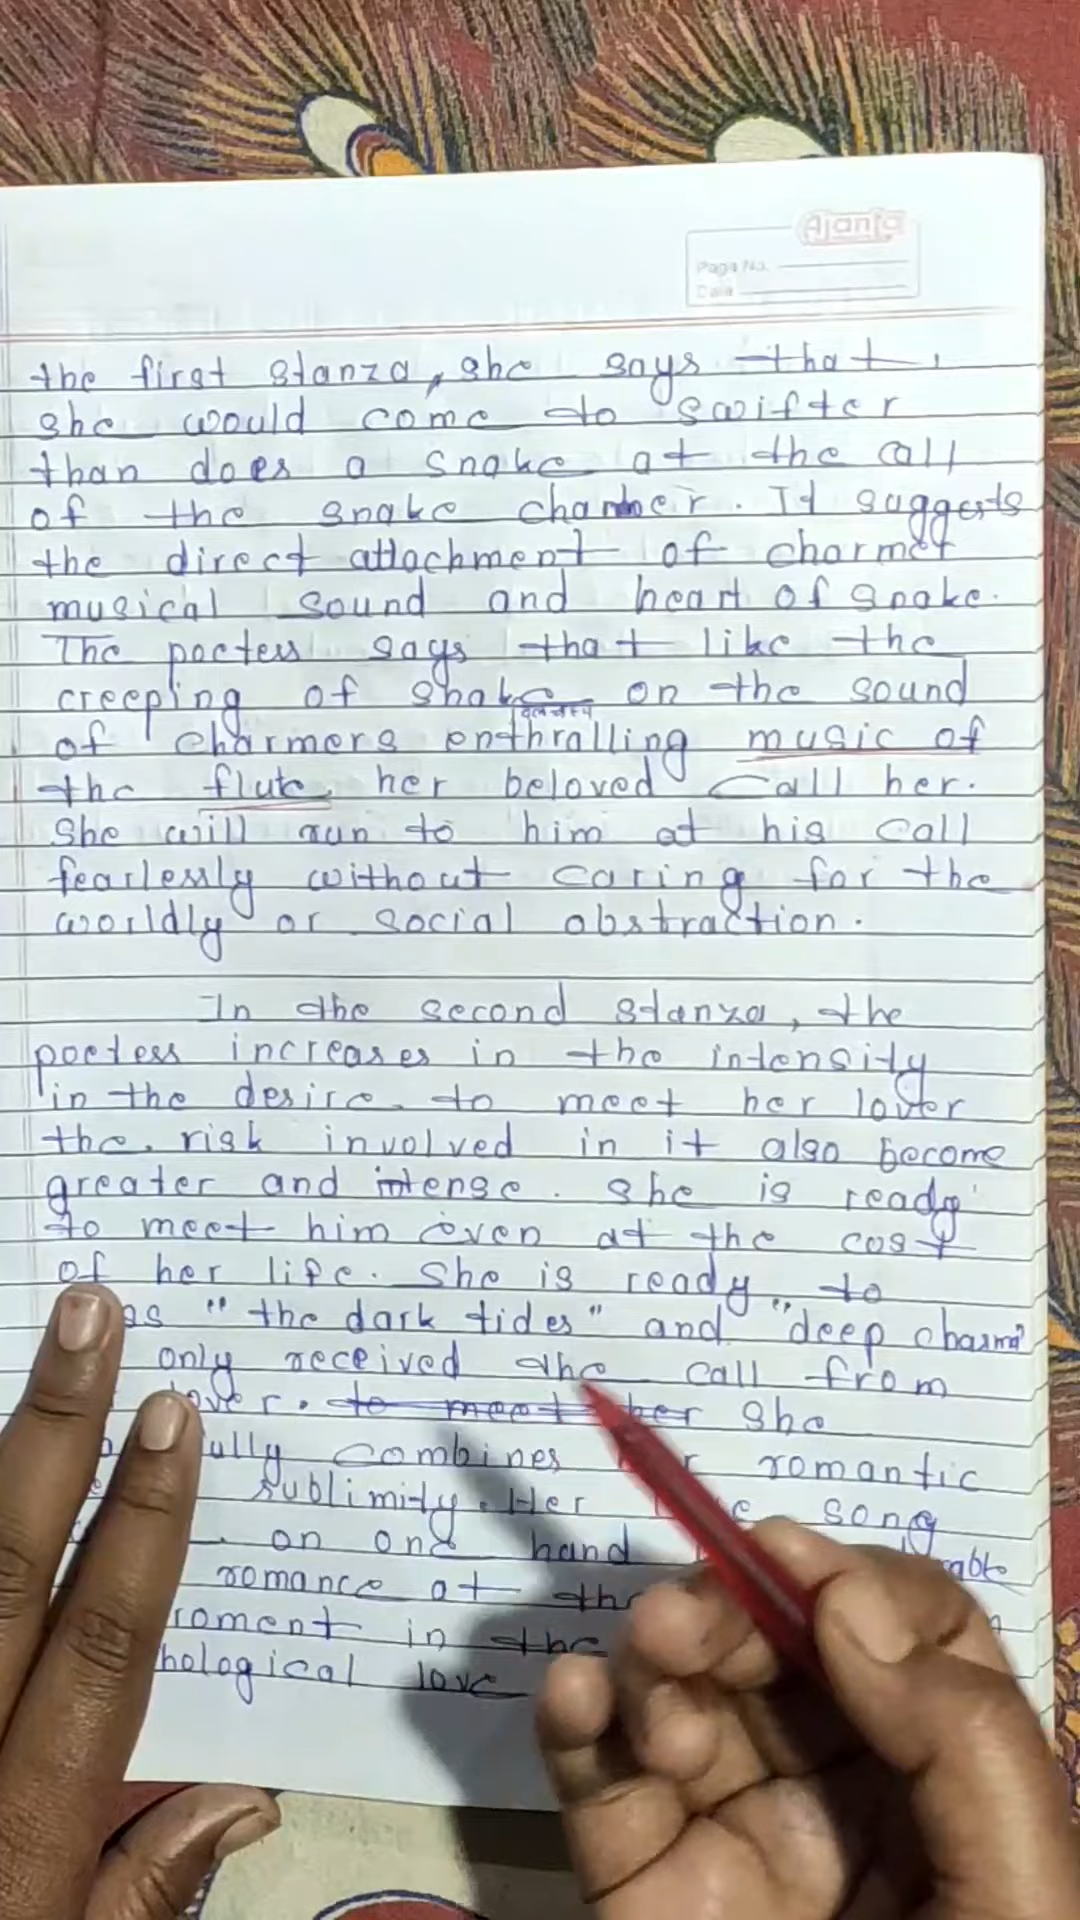 Ajanta
Page No.
Date
the first stanza, she says that,
she would come to swifter
than does a snake at the call
of the snake charmer. It suggests
the direct attachment of charmer
musical sound and heart of snake.
The poetess says that like the
creeping of snake on the sound
of charmers enthralling music of
the flute, her beloved call her.
She will run to him at his call
fearlessly without caring for the
worldly or social abstraction.
In the second stanza, the
poetess increases in the intensity
in the desire to meet her lover
the risk involved in it also become
greater and intense. she is ready
to meet him even at the cost
of her life. She is ready to
"the dark tides" and "deep chasms"
only received the call from
to meet her she
combines romantic
sublimity. Her song
on one hand
romance at the
in the
love